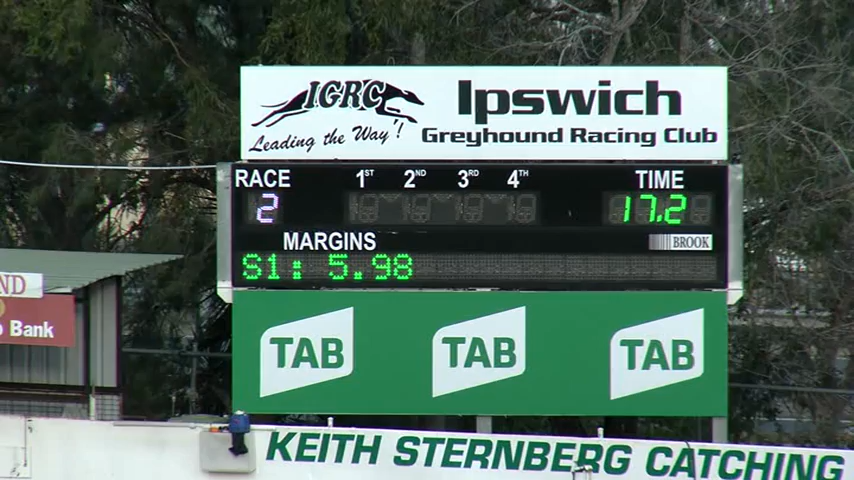 IGRC
Leading the Way!
Ipswich
Greyhound Racing Club
RACE 1ST 2ND 3RD 4TH TIME
2 17.2
MARGINS BROOK
S1: 5.98
TAB TAB TAB
ND
Bank
KEITH STERNBERG CATCHING